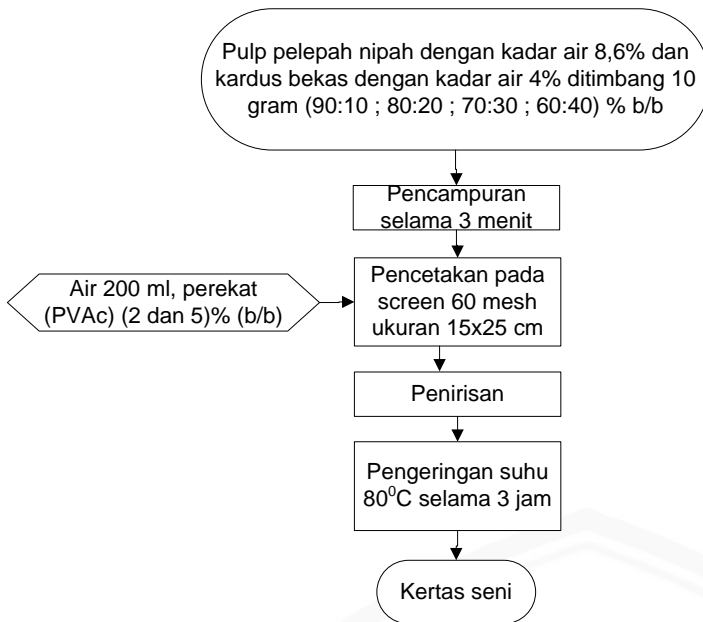 Pulp pelepah nipah dengan kadar air 8,6% dan
kardus bekas dengan kadar air 4% ditimbang 10
gram (90:10 ; 80:20 ; 70:30 ; 60:40) % b/b
Pencampuran
selama 3 menit
Air 200 ml, perekat
(PVAc) (2 dan 5)% (b/b)
Pencetakan pada
screen 60 mesh
ukuran 15x25 cm
Penirisan
Pengeringan suhu
80⁰C selama 3 jam
Kertas seni